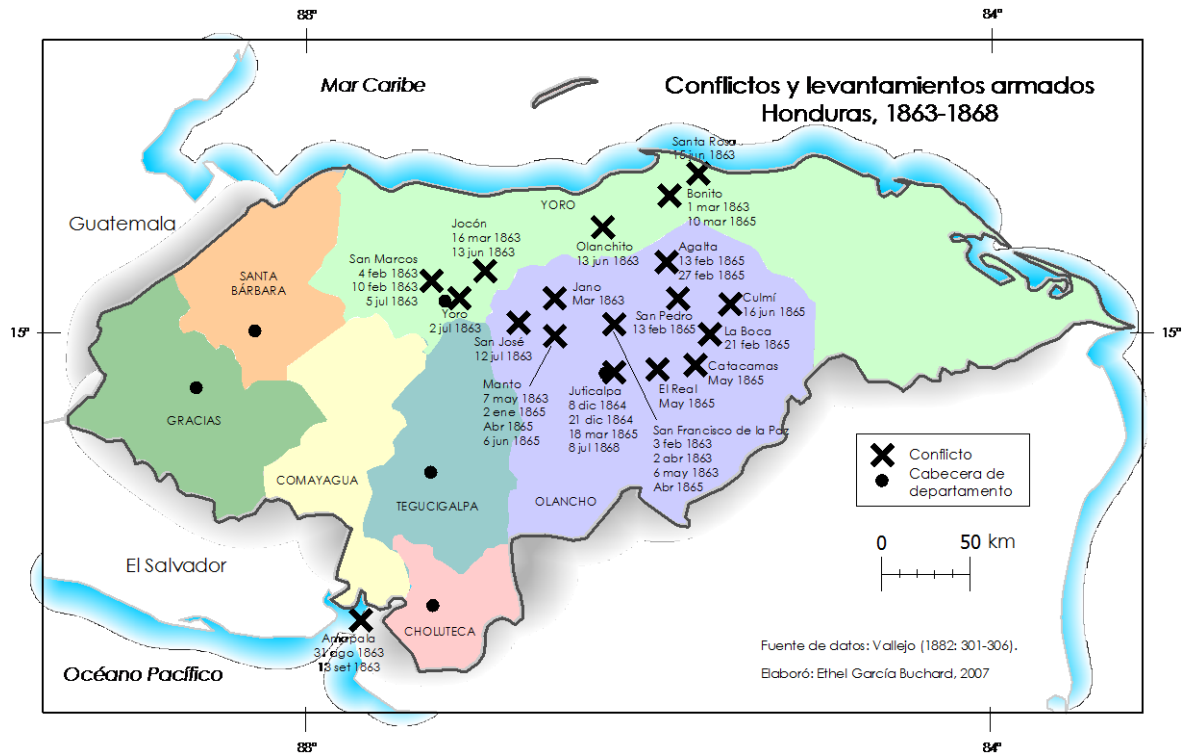 88°
84°
Mar Caribe
Conflictos y levantamientos armados
Honduras, 1863-1868
Santa Rosa
15 jun 1863
Bonito
1 mar 1863
10 mar 1865
YORO
Guatemala
Jocón
16 mar 1863
13 jun 1863
Olanchito
13 jun 1863
Agalta
13 feb 1865
27 feb 1865
San Marcos
4 feb 1863
10 feb 1863
5 jul 1863
SANTA
BÁRBARA
Jano
Mar 1863
Culmí
16 jun 1865
San Pedro
13 feb 1865
Yoro
2 jul 1863
15°
15°
La Boca
21 feb 1865
San José
12 jul 1863
Catacamas
May 1865
Manto
7 may 1863
2 ene 1865
Abr 1865
6 jun 1865
Juticalpa
8 dic 1864
21 dic 1864
18 mar 1865
8 jul 1868
El Real
May 1865
GRACIAS
San Francisco de la Paz
3 feb 1863
2 abr 1863
6 may 1863
Abr 1865
Conflicto
Cabecera de
departamento
COMAYAGUA
TEGUCIGALPA
OLANCHO
0 50 km
El Salvador
CHOLUTECA
Amapala
31 ago 1863
13 set 1863
Océano Pacífico
Fuente de datos: Vallejo (1882: 301-306).
Elaboró: Ethel García Buchard, 2007
88°
84°